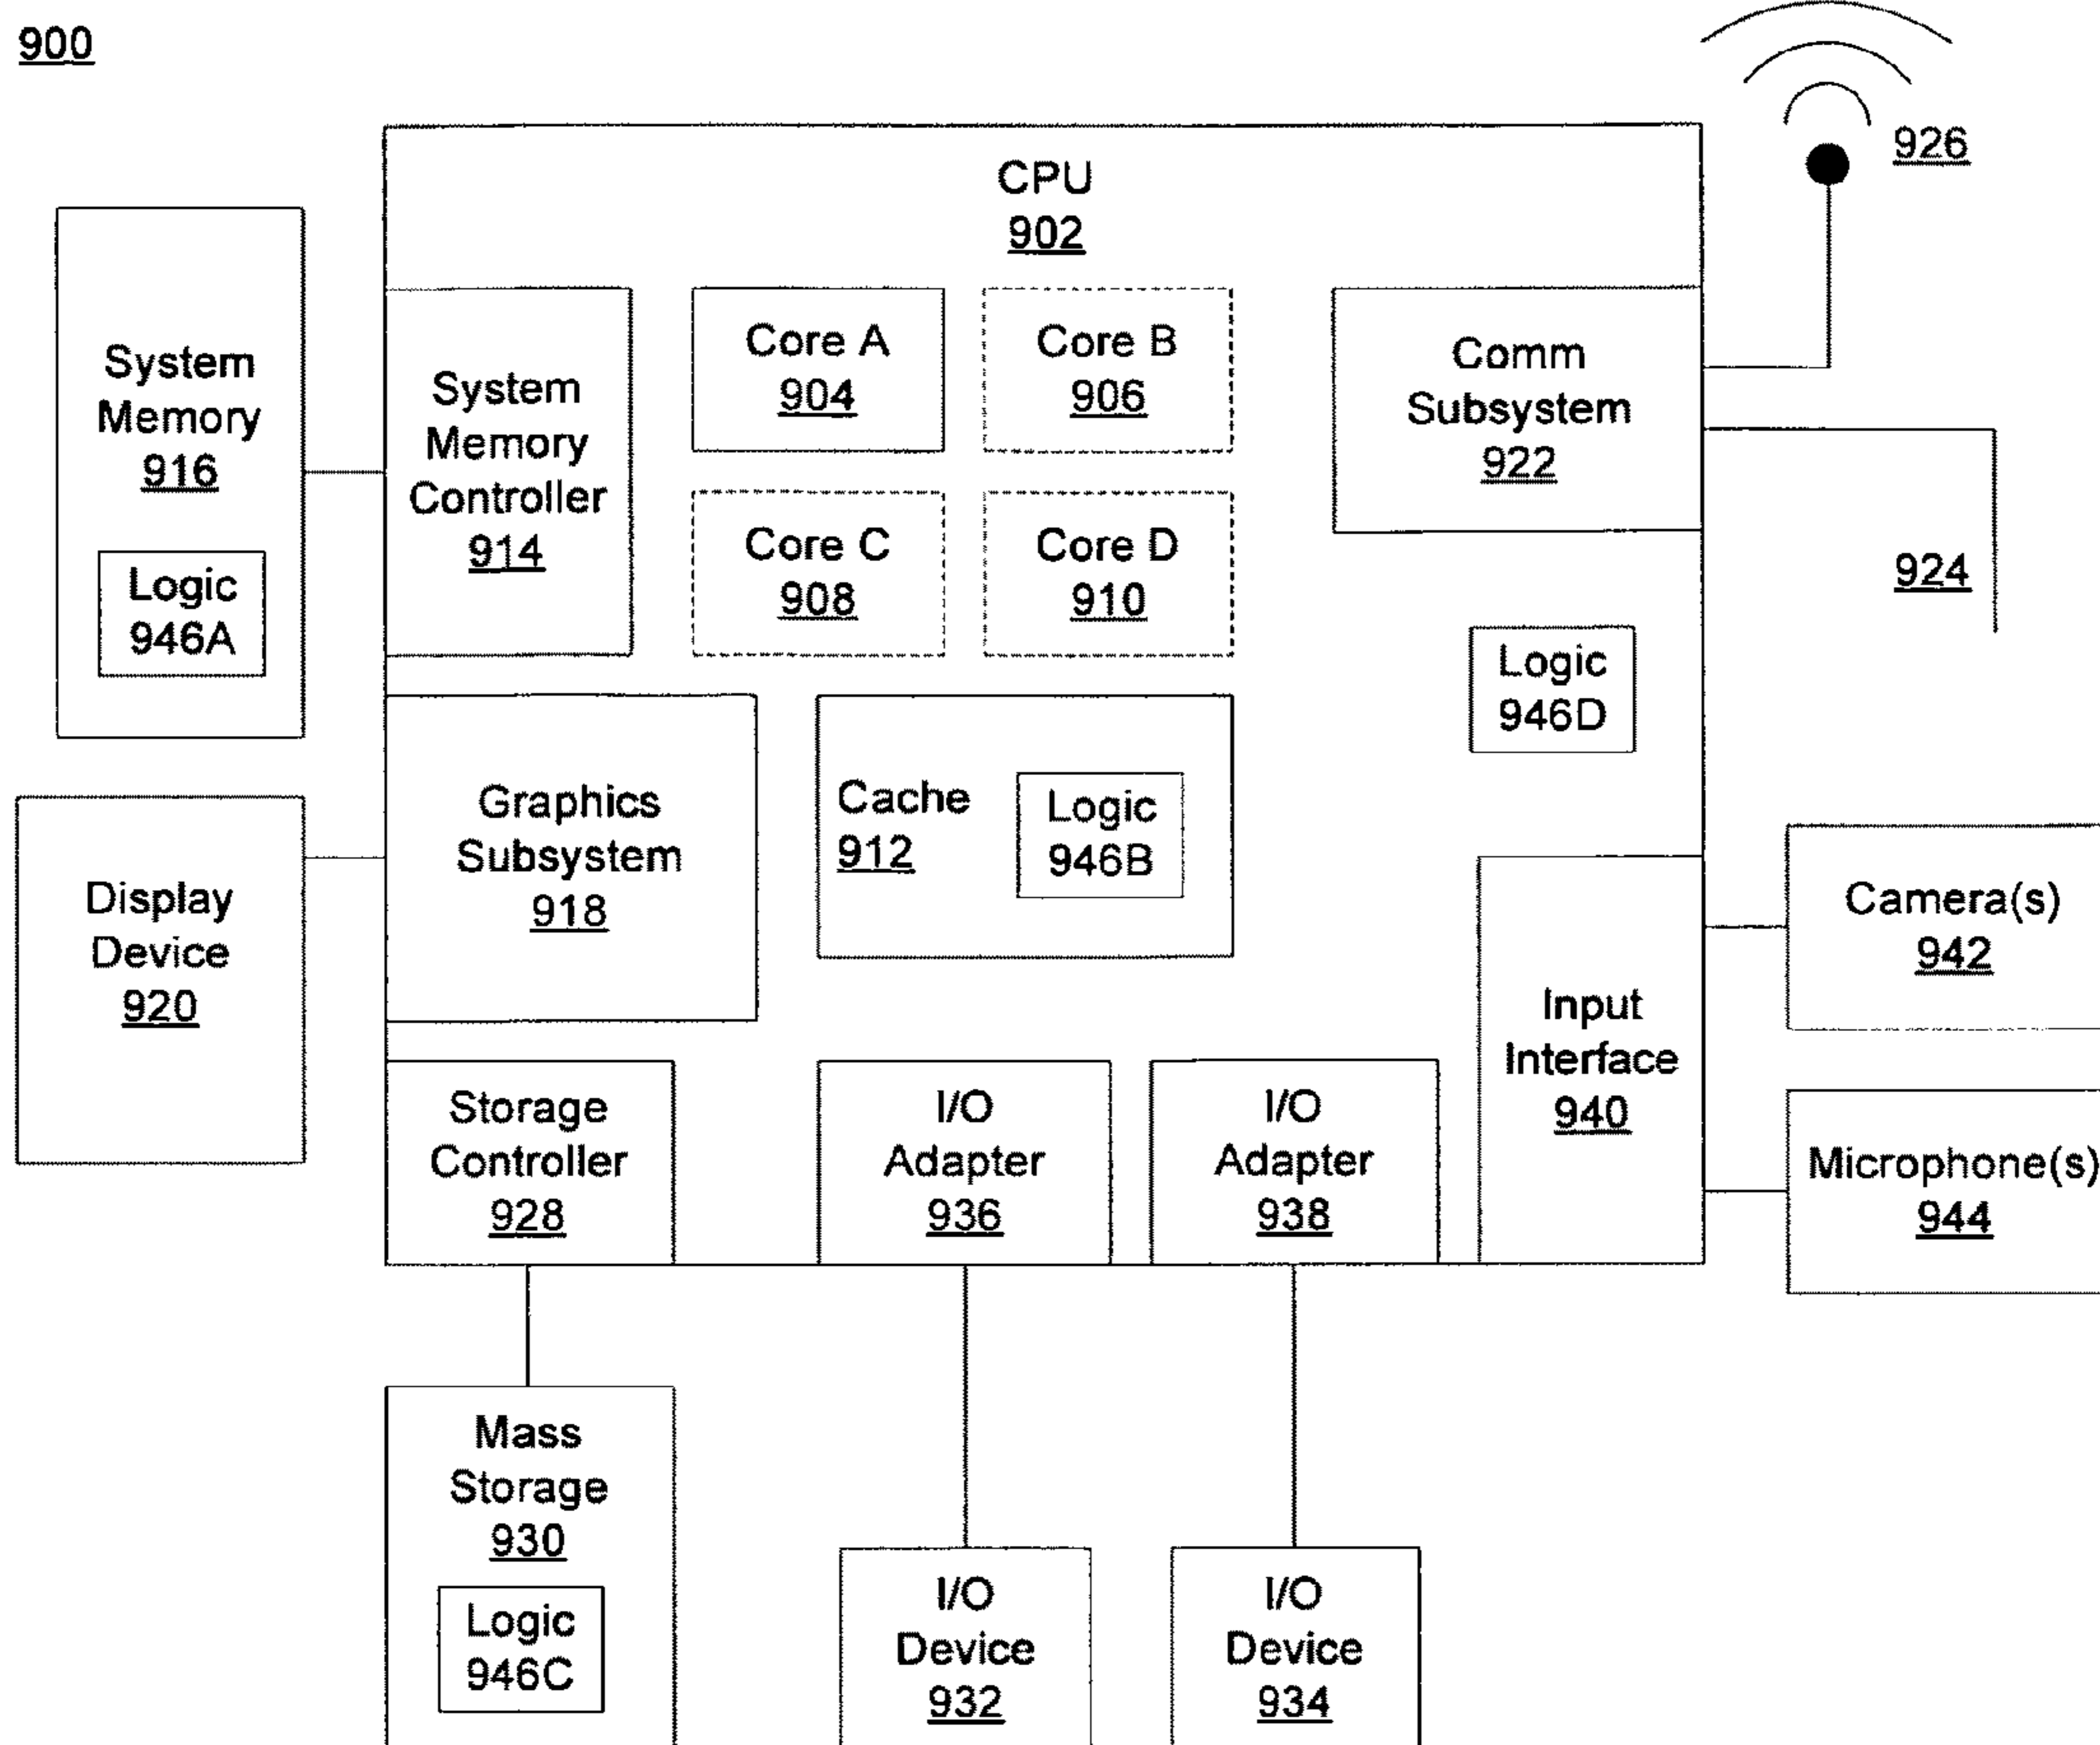 900
926
CPU
902
System
Memory
916
Logic
946A
System
Memory
Controller
914
Core A
904
Core B
906
Core C
908
Core D
910
Comm
Subsystem
922
924
Logic
946D
Display
Device
920
Graphics
Subsystem
918
Cache
912
Logic
946B
Input
Interface
940
Camera(s)
942
Microphone(s)
944
Storage
Controller
928
I/O
Adapter
936
I/O
Adapter
938
Mass
Storage
930
Logic
946C
I/O
Device
932
I/O
Device
934